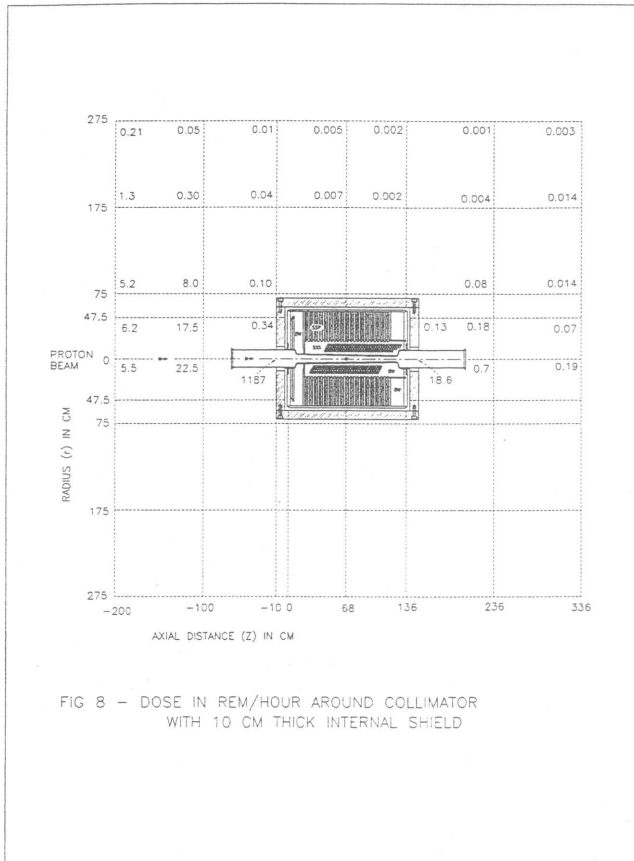 275
0.21 0.05 0.01 0.005 0.002 0.001 0.003
1.3 0.30 0.04 0.007 0.002 0.004 0.014
175
5.2 8.0 0.10 0.08 0.014
75
47.5
6.2 17.5 0.34 SSP 0.13 0.18 0.07
SSS
PROTON
BEAM 0
5.5 22.5 1187 18.6 0.7 0.19
47.5
75
RADIUS (r) IN CM
175
275
-200 -100 -10 0 68 136 236 336
AXIAL DISTANCE (Z) IN CM
FIG 8 - DOSE IN REM/HOUR AROUND COLLIMATOR
WITH 10 CM THICK INTERNAL SHIELD